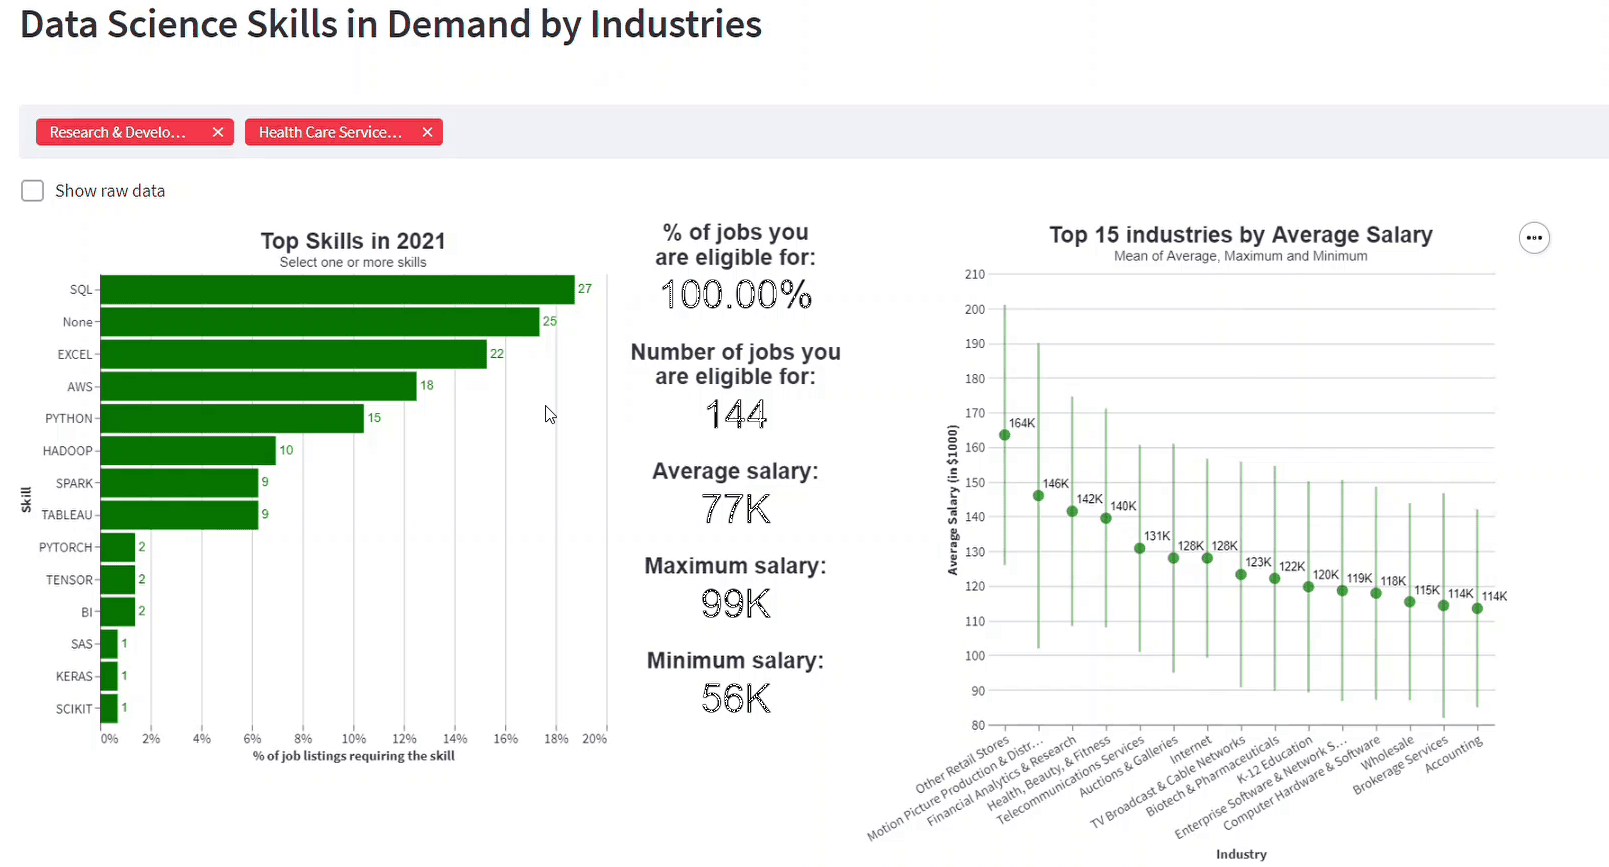 Data Science Skills in Demand by Industries
Research & Develo... ×
Health Care Service... ×
Show raw data
Top Skills in 2021
Select one or more skills
Skill
SQL 27
None 25
EXCEL 22
AWS 18
PYTHON 15
HADOOP 10
SPARK 9
TABLEAU 9
PYTORCH 2
TENSOR 2
BI 2
SAS 1
KERAS 1
SCIKIT 1
0% 2% 4% 6% 8% 10% 12% 14% 16% 18% 20%
% of job listings requiring the skill
% of jobs you
are eligible for:
100.00%
Number of jobs you
are eligible for:
144
Average salary:
77K
Maximum salary:
99K
Minimum salary:
56K
Top 15 industries by Average Salary
Mean of Average, Maximum and Minimum
Average Salary (in $1000)
210
200
190
180
170
160
150
140
130
120
110
100
90
80
164K
146K
142K
140K
131K
128K
128K
123K
122K
120K
119K
118K
115K
114K
114K
Other Retail Stores
Motion Picture Production & Distr...
Financial Analytics & Research
Health, Beauty, & Fitness
Telecommunications Services
Auctions & Galleries
Internet
TV Broadcast & Cable Networks
Biotech & Pharmaceuticals
K-12 Education
Enterprise Software & Network S...
Computer Hardware & Software
Wholesale
Brokerage Services
Accounting
Industry